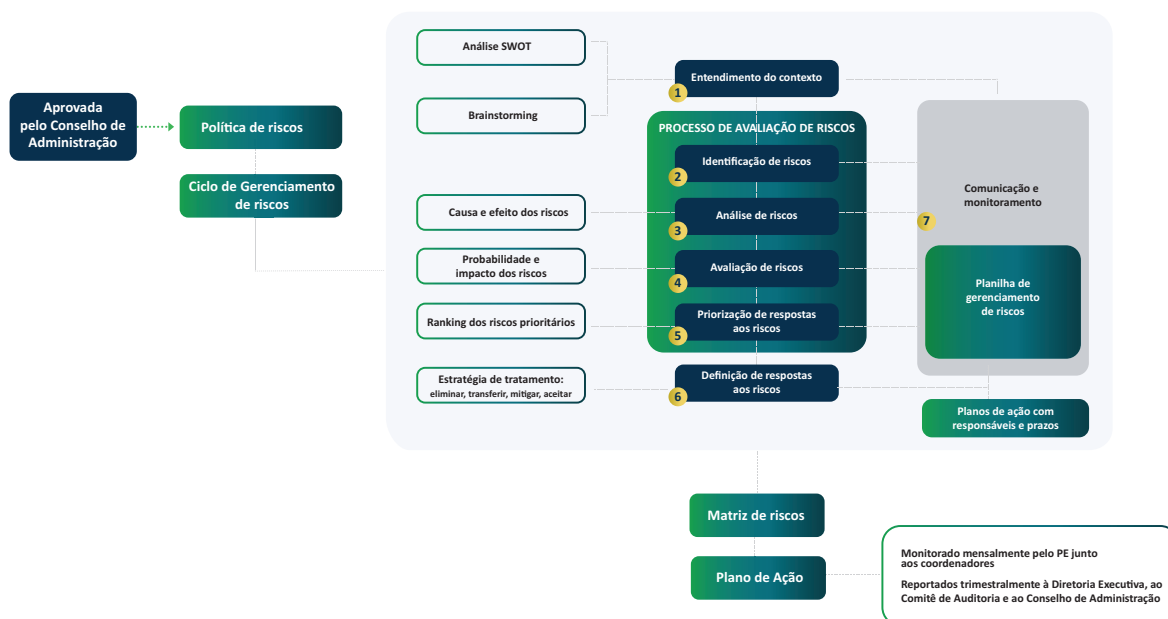 Aprovada
pelo Conselho de
Administração
Política de riscos
Ciclo de Gerenciamento
de riscos
Análise SWOT
Brainstorming
Causa e efeito dos riscos
Probabilidade e
impacto dos riscos
Ranking dos riscos prioritários
Estratégia de tratamento:
eliminar, transferir, mitigar, aceitar
Entendimento do contexto
1
PROCESSO DE AVALIAÇÃO DE RISCOS
Identificação de riscos
2
Análise de riscos
3
Avaliação de riscos
4
Priorização de respostas
aos riscos
5
Definição de respostas
aos riscos
6
Comunicação e
monitoramento
7
Planilha de
gerenciamento
de riscos
Planos de ação com
responsáveis e prazos
Matriz de riscos
Plano de Ação
Monitorado mensalmente pelo PE junto
aos coordenadores
Reportados trimestralmente à Diretoria Executiva, ao
Comitê de Auditoria e ao Conselho de Administração